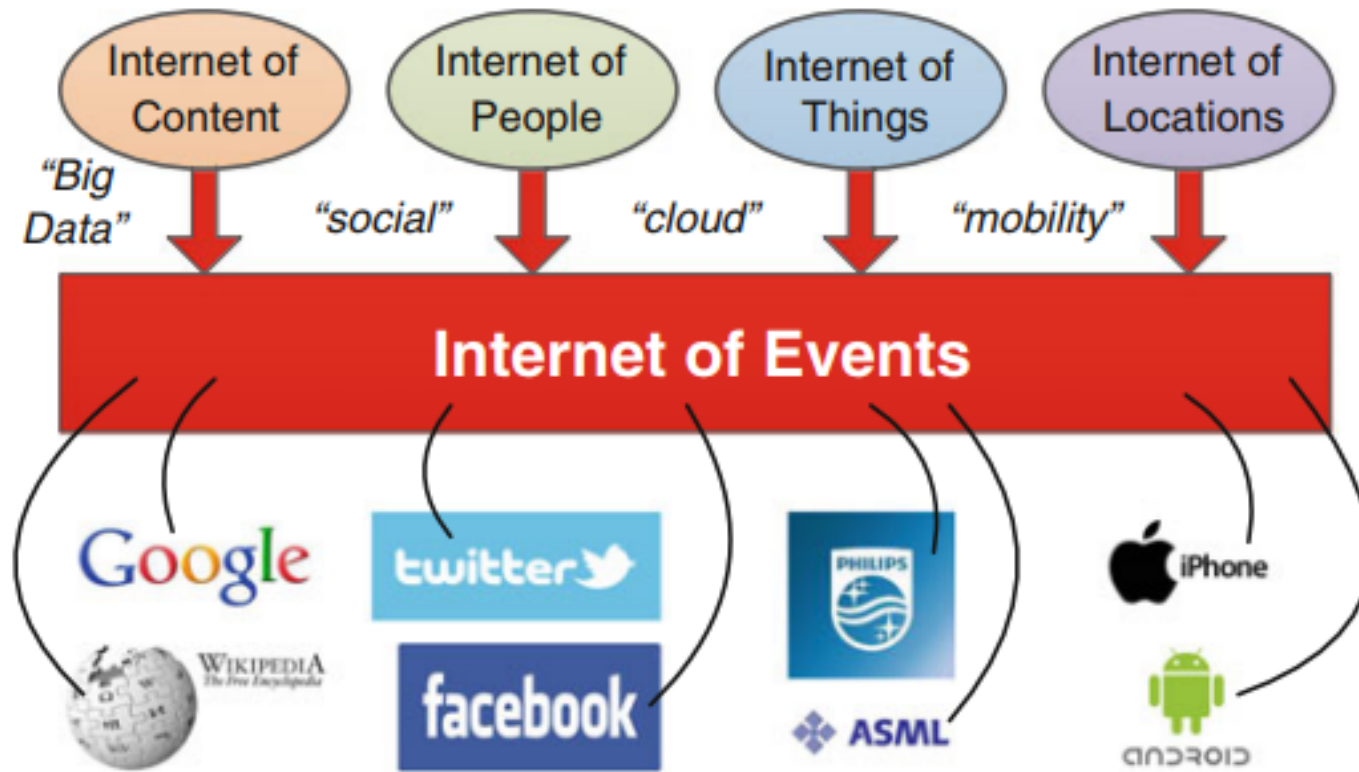 Internet of
Content
Internet of
People
Internet of
Things
Internet of
Locations
“Big
Data”
“social”
“cloud”
“mobility”
Internet of Events
Google
twitter
PHILIPS
iPhone
WIKIPEDIA
The Free Encyclopedia
facebook
ASML
ANDROID